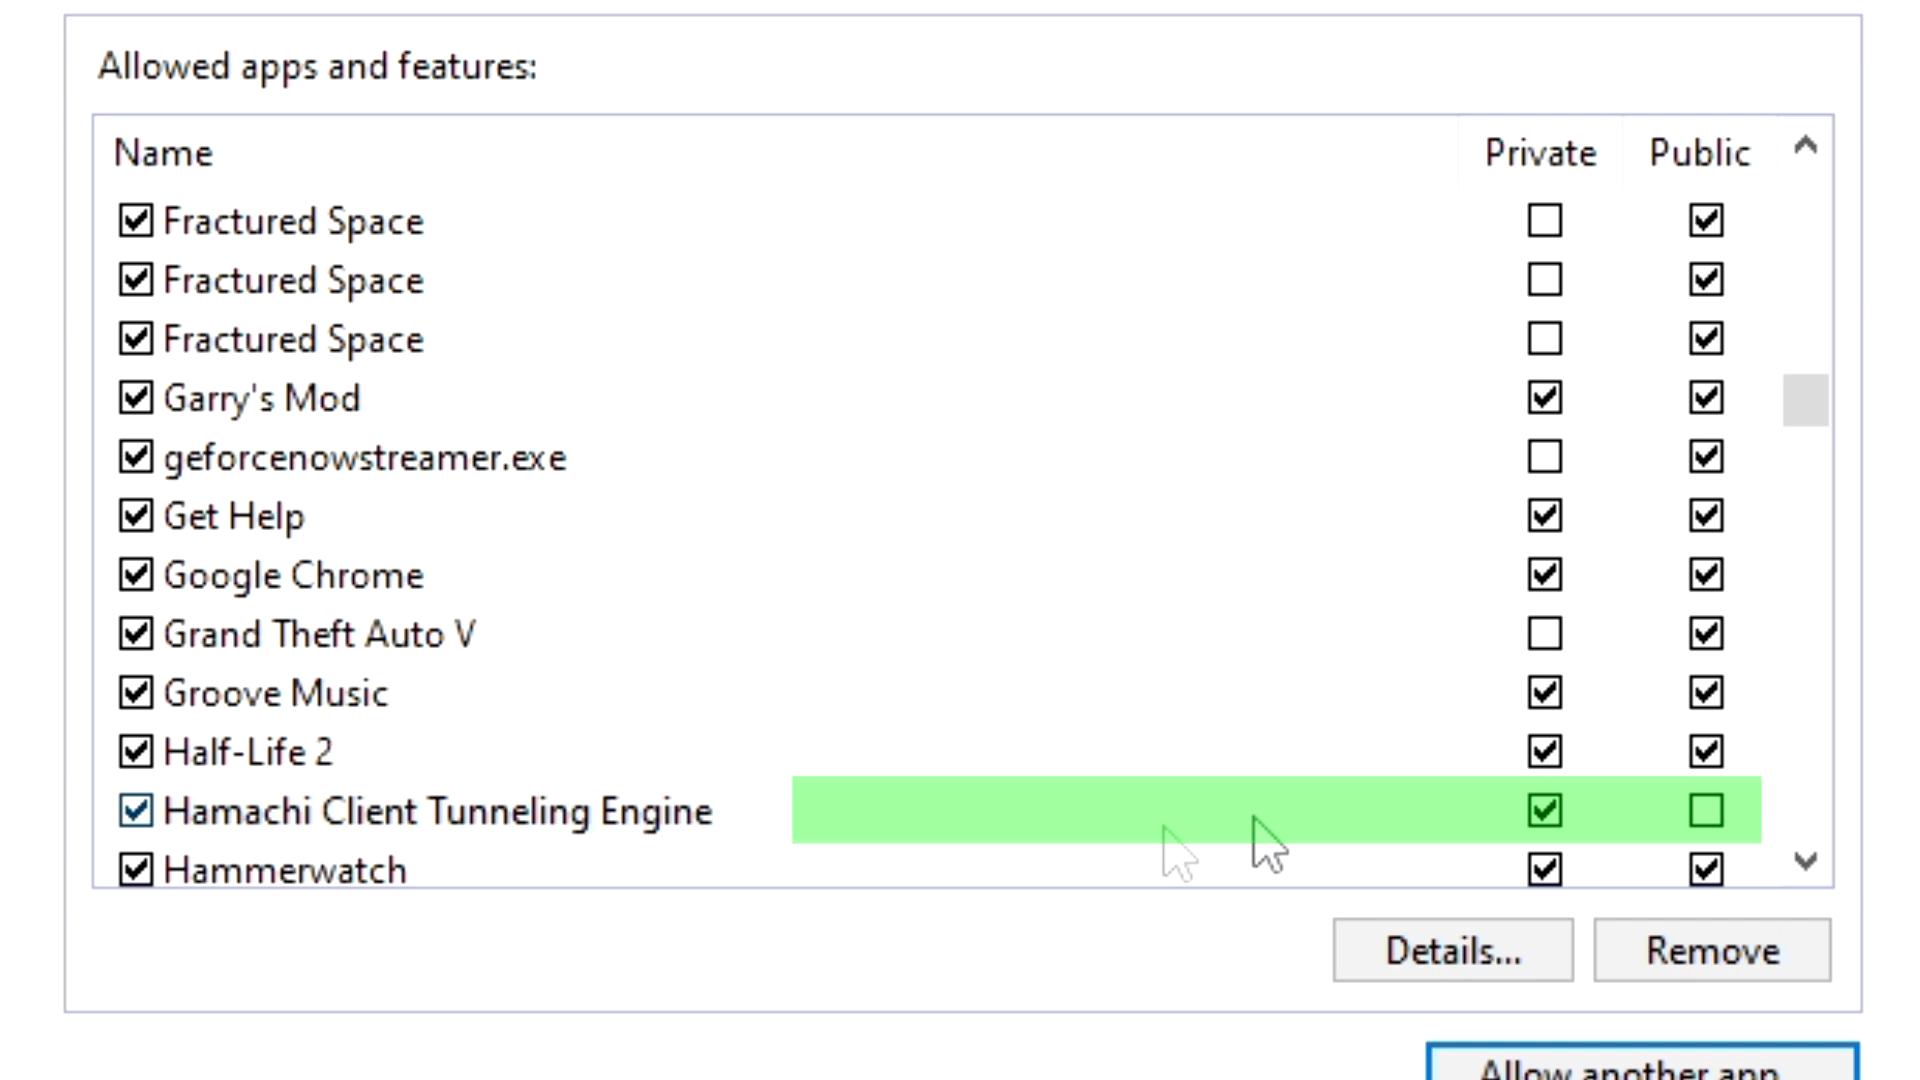 Allowed apps and features:
Name Private Public
Fractured Space
Fractured Space
Fractured Space
Garry's Mod
geforcenowstreamer.exe
Get Help
Google Chrome
Grand Theft Auto V
Groove Music
Half-Life 2
Hamachi Client Tunneling Engine
Hammerwatch
Details... Remove
Allow another app